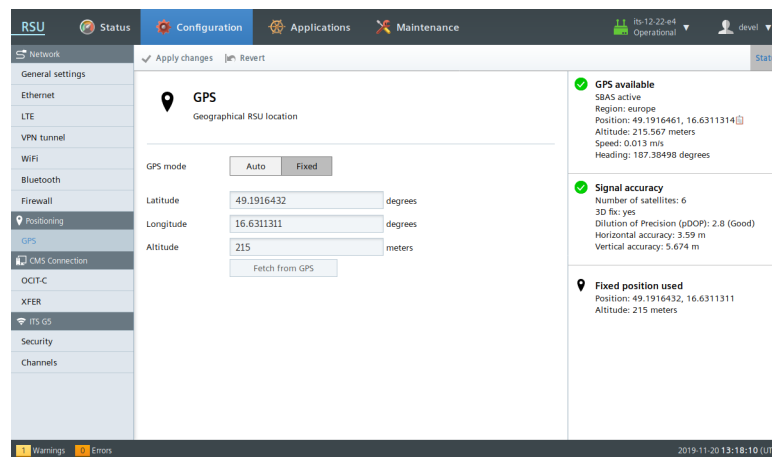 RSU
Status
Configuration
Applications
Maintenance
its-12-22-e4
Operational
devel
Network
General settings
Ethernet
LTE
VPN tunnel
WiFi
Bluetooth
Firewall
Positioning
GPS
CMS Connection
OCIT-C
XFER
ITS G5
Security
Channels
Apply changes
Revert
GPS
Geographical RSU location
GPS mode
Auto
Fixed
Latitude
49.1916432
degrees
Longitude
16.6311311
degrees
Altitude
215
meters
Fetch from GPS
Stat
GPS available
SBAS active
Region: europe
Position: 49.1916461, 16.6311314
Altitude: 215.567 meters
Speed: 0.013 m/s
Heading: 187.38498 degrees
Signal accuracy
Number of satellites: 6
3D fix: yes
Dilution of Precision (pDOP): 2.8 (Good)
Horizontal accuracy: 3.59 m
Vertical accuracy: 5.674 m
Fixed position used
Position: 49.1916432, 16.6311311
Altitude: 215 meters
1 Warnings
0 Errors
2019-11-20 13:18:10 (UT